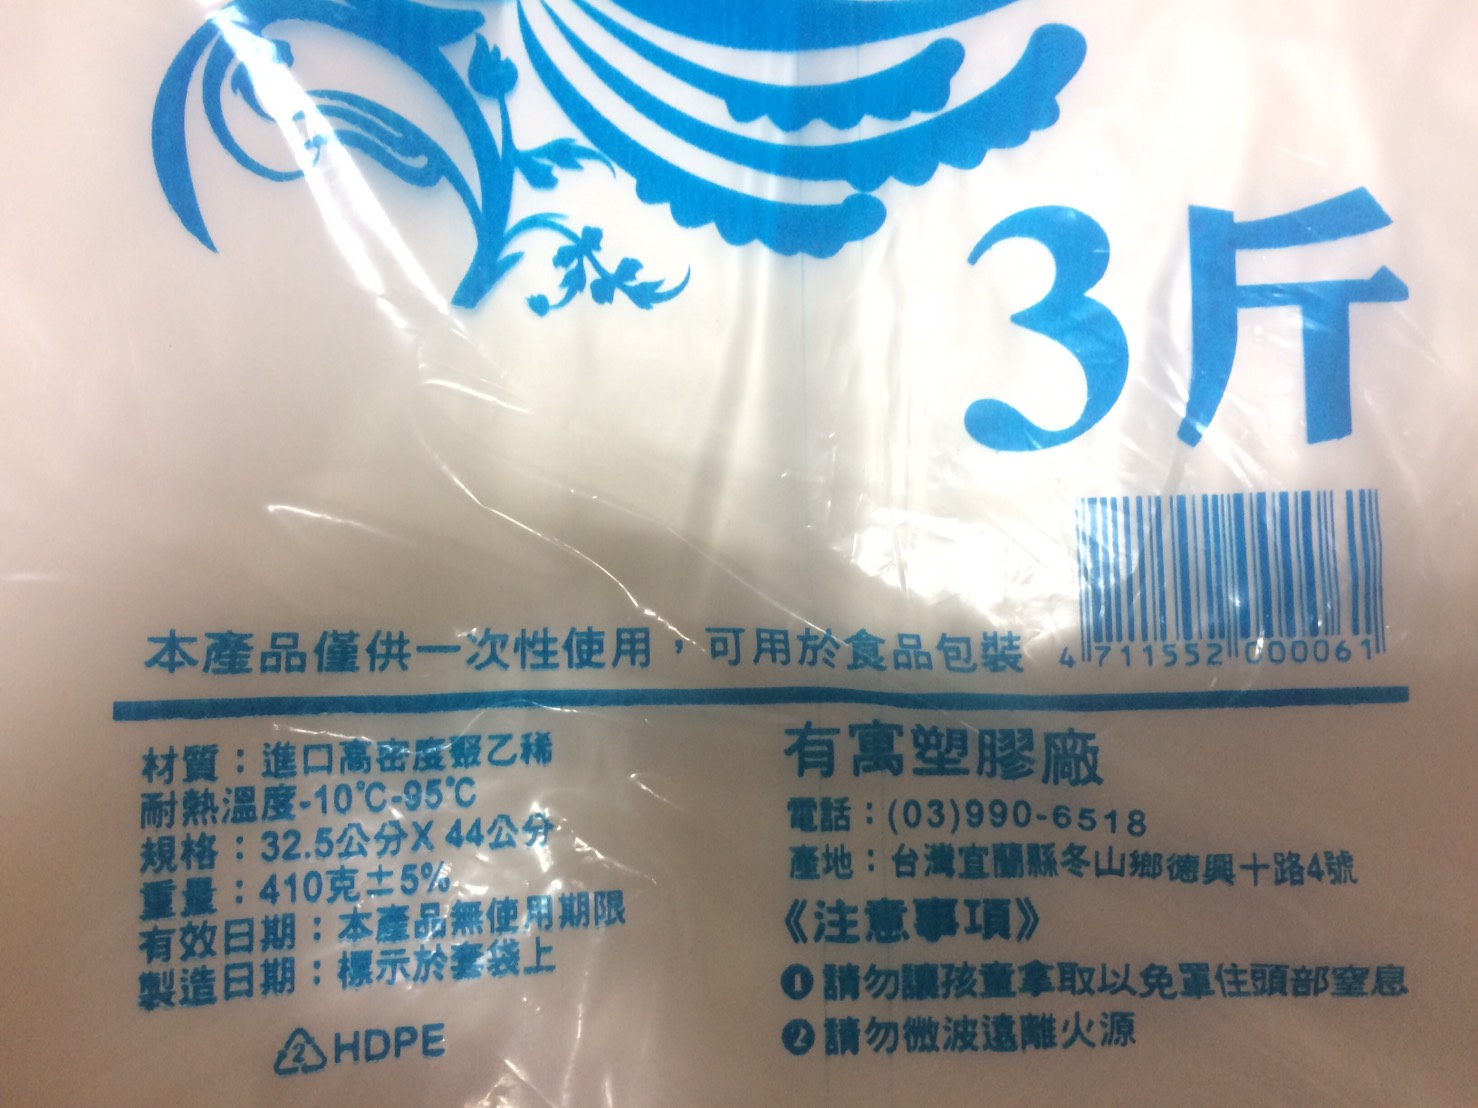 3斤
本產品僅供一次性使用，可用於食品包裝
4 711552 000061
材質：進口高密度聚乙稀
耐熱溫度-10℃-95℃
規格：32.5公分X 44公分
重量：410克±5%
有效日期：本產品無使用期限
製造日期：標示於套袋上
2 HDPE
有寓塑膠廠
電話：(03)990-6518
產地：台灣宜蘭縣冬山鄉德興十路4號
《注意事項》
❶請勿讓孩童拿取以免罩住頭部窒息
❷請勿微波遠離火源